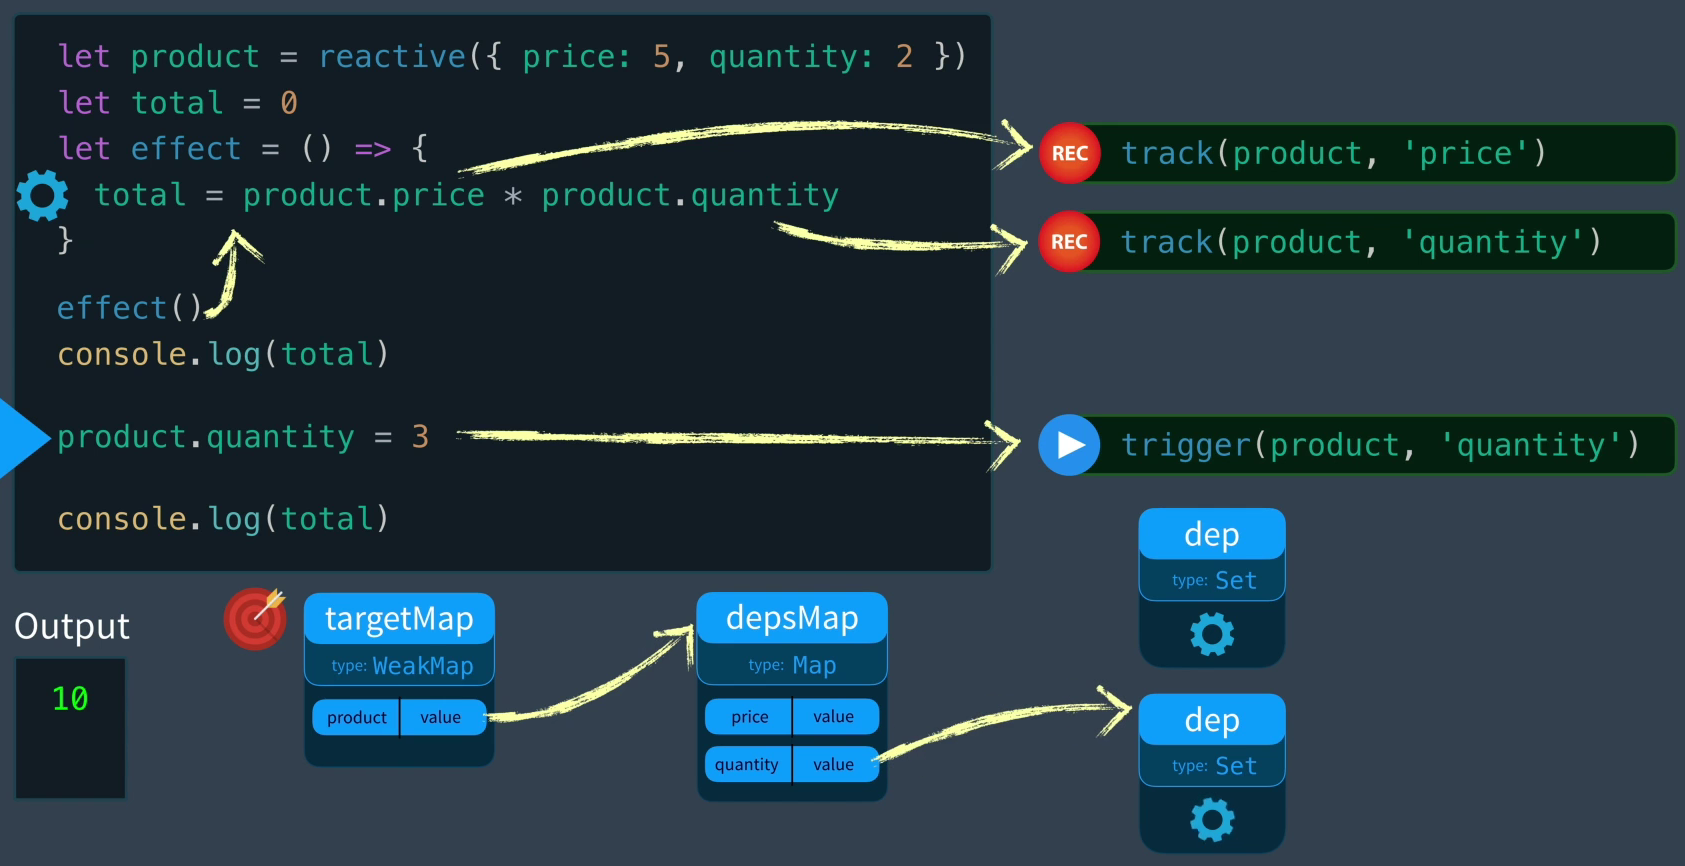 let product = reactive({ price: 5, quantity: 2 })
let total = 0
let effect = () => {
total = product.price * product.quantity
}
effect()
console.log(total)
product.quantity = 3
console.log(total)
REC track(product, 'price')
REC track(product, 'quantity')
trigger(product, 'quantity')
Output
10
targetMap
type: WeakMap
product value
depsMap
type: Map
price value
quantity value
dep
type: Set
dep
type: Set